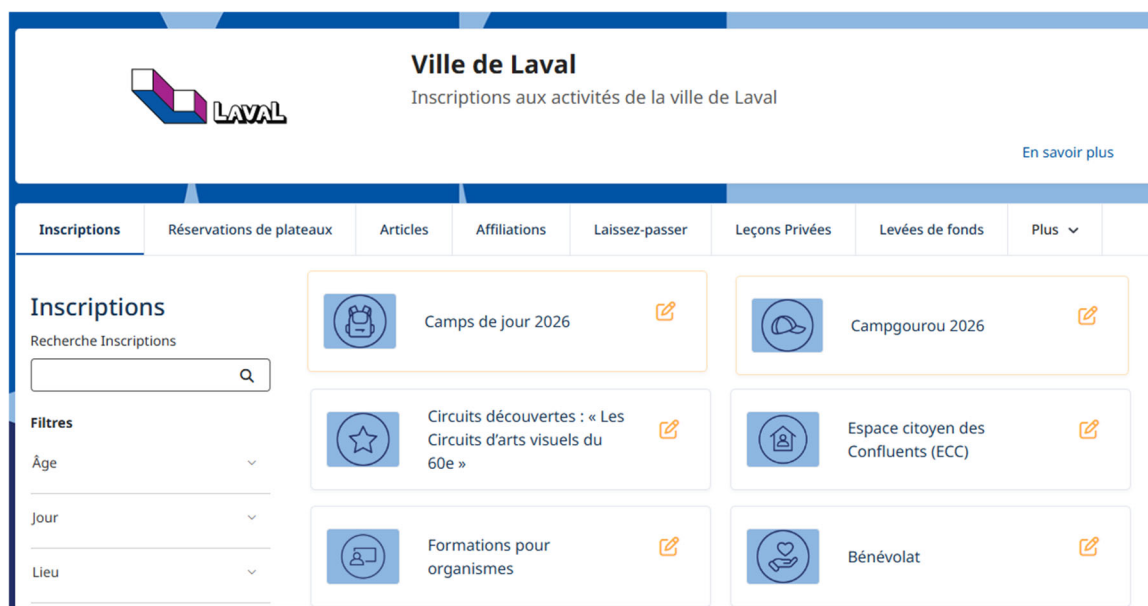 LAVAL
Ville de Laval
Inscriptions aux activités de la ville de Laval
En savoir plus
Inscriptions
Réservations de plateaux
Articles
Affiliations
Laissez-passer
Leçons Privées
Levées de fonds
Plus
Inscriptions
Recherche Inscriptions
Filtres
Âge
Jour
Lieu
Camps de jour 2026
Campgourou 2026
Circuits découvertes : « Les
Circuits d'arts visuels du
60e »
Espace citoyen des
Confluents (ECC)
Formations pour
organismes
Bénévolat